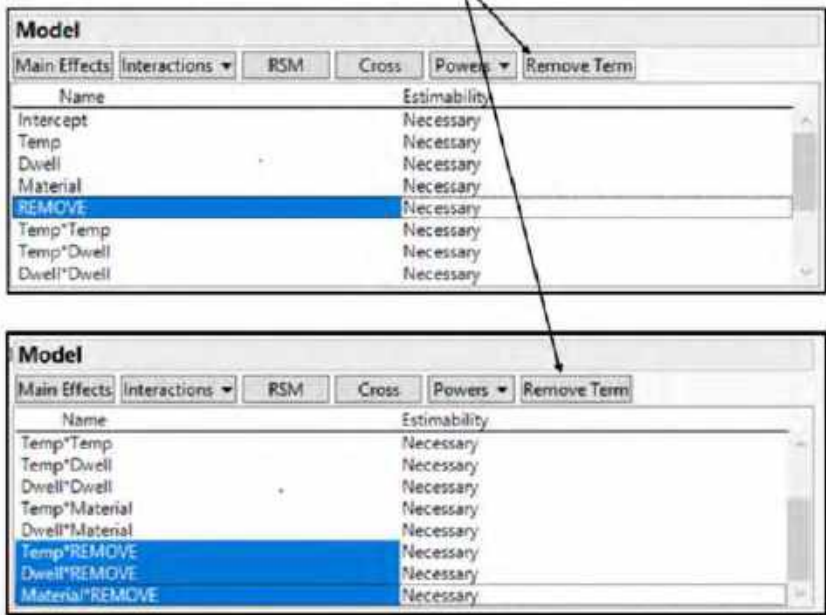 Model
Main Effects Interactions RSM Cross Powers Remove Term
Name Estimability
Intercept Necessary
Temp Necessary
Dwell Necessary
Material Necessary
REMOVE Necessary
Temp*Temp Necessary
Temp*Dwell Necessary
Dwell*Dwell Necessary
Model
Main Effects Interactions RSM Cross Powers Remove Term
Name Estimability
Temp*Temp Necessary
Temp*Dwell Necessary
Dwell*Dwell Necessary
Temp*Material Necessary
Dwell*Material Necessary
Temp*REMOVE Necessary
Dwell*REMOVE Necessary
Material*REMOVE Necessary